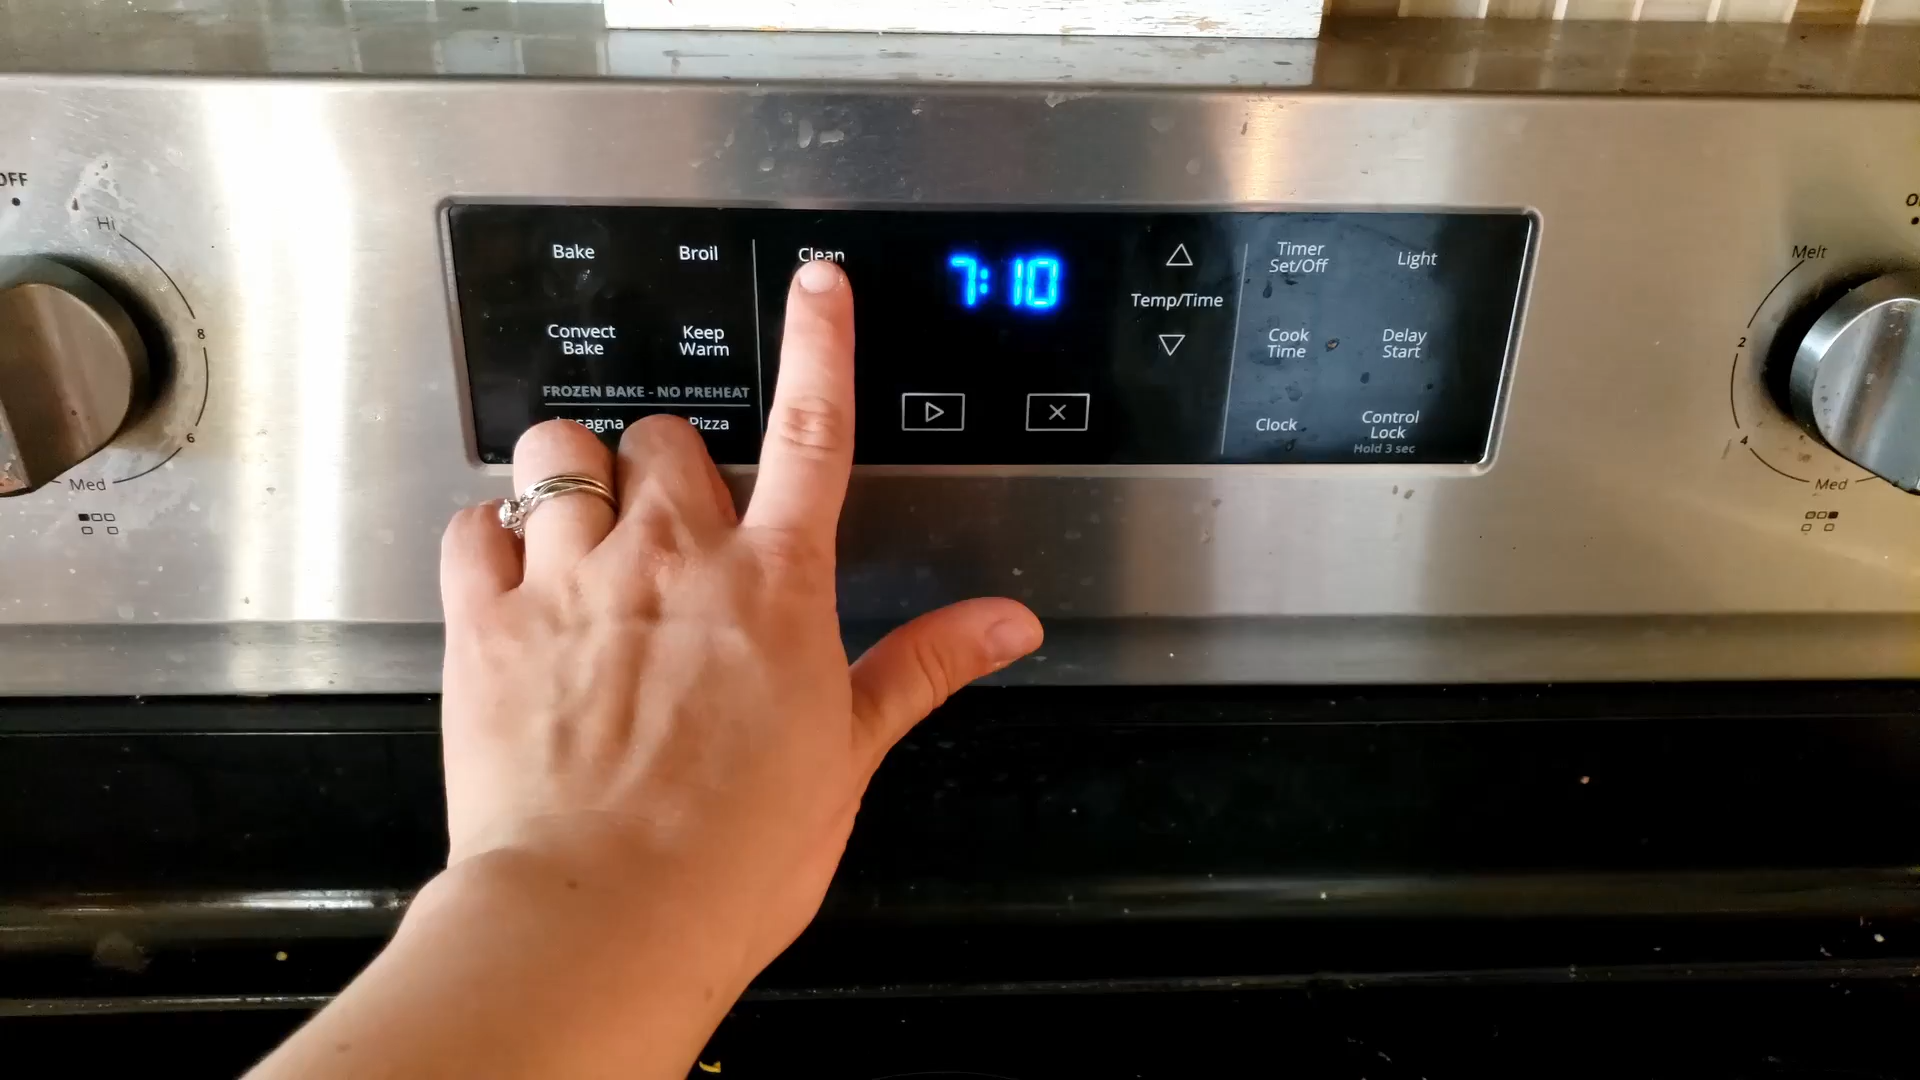 OFF
Hi
8
6
Med
Bake
Broil
Clean
Convect
Bake
Keep
Warm
FROZEN BAKE - NO PREHEAT
Pizza
7:10
Temp/Time
Timer
Set/Off
Light
Cook
Time
Delay
Start
Clock
Control
Lock
Hold 3 sec
Melt
2
4
Med